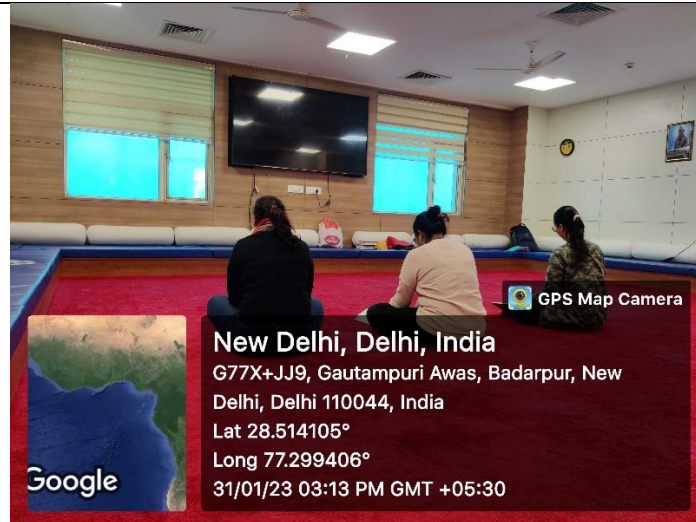 GPS Map Camera
New Delhi, Delhi, India
G77X+JJ9, Gautampuri Awas, Badarpur, New
Delhi, Delhi 110044, India
Lat 28.514105°
Long 77.299406°
31/01/23 03:13 PM GMT +05:30
Google